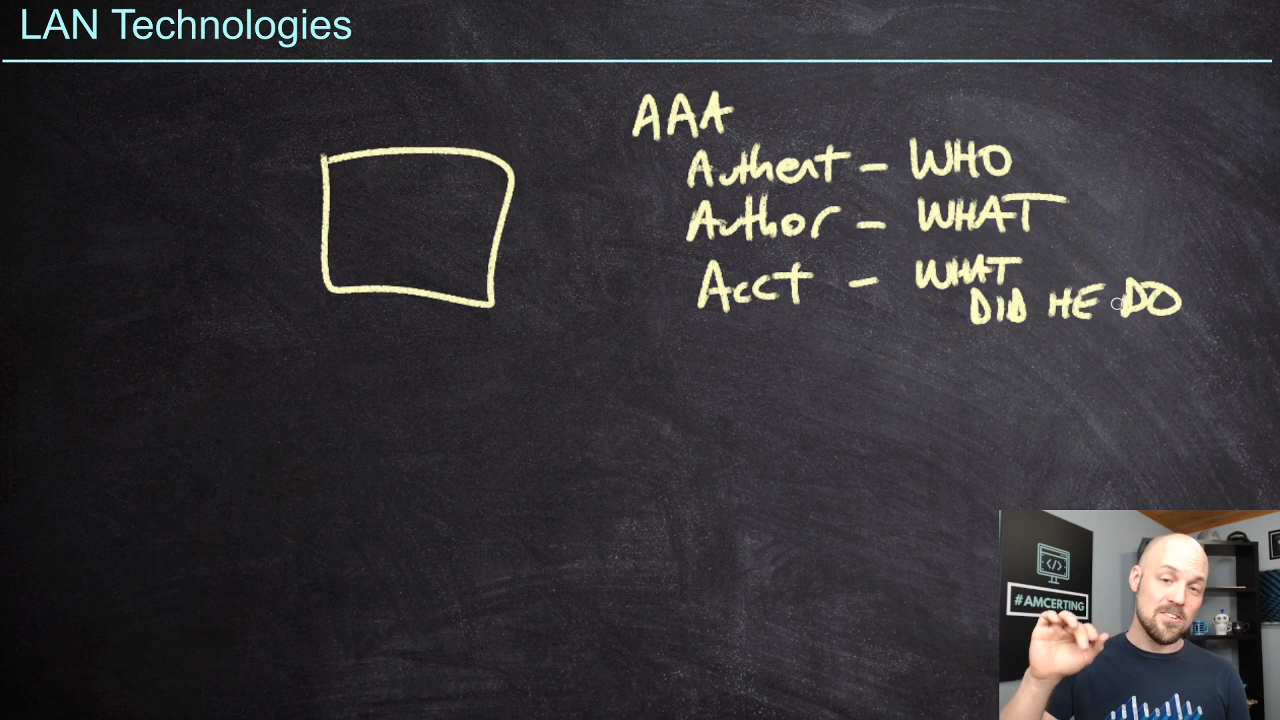 LAN Technologies
AAA
Authent - WHO
Author - WHAT
Acct - WHAT
DID HE DO
</> 
#AMCERTING